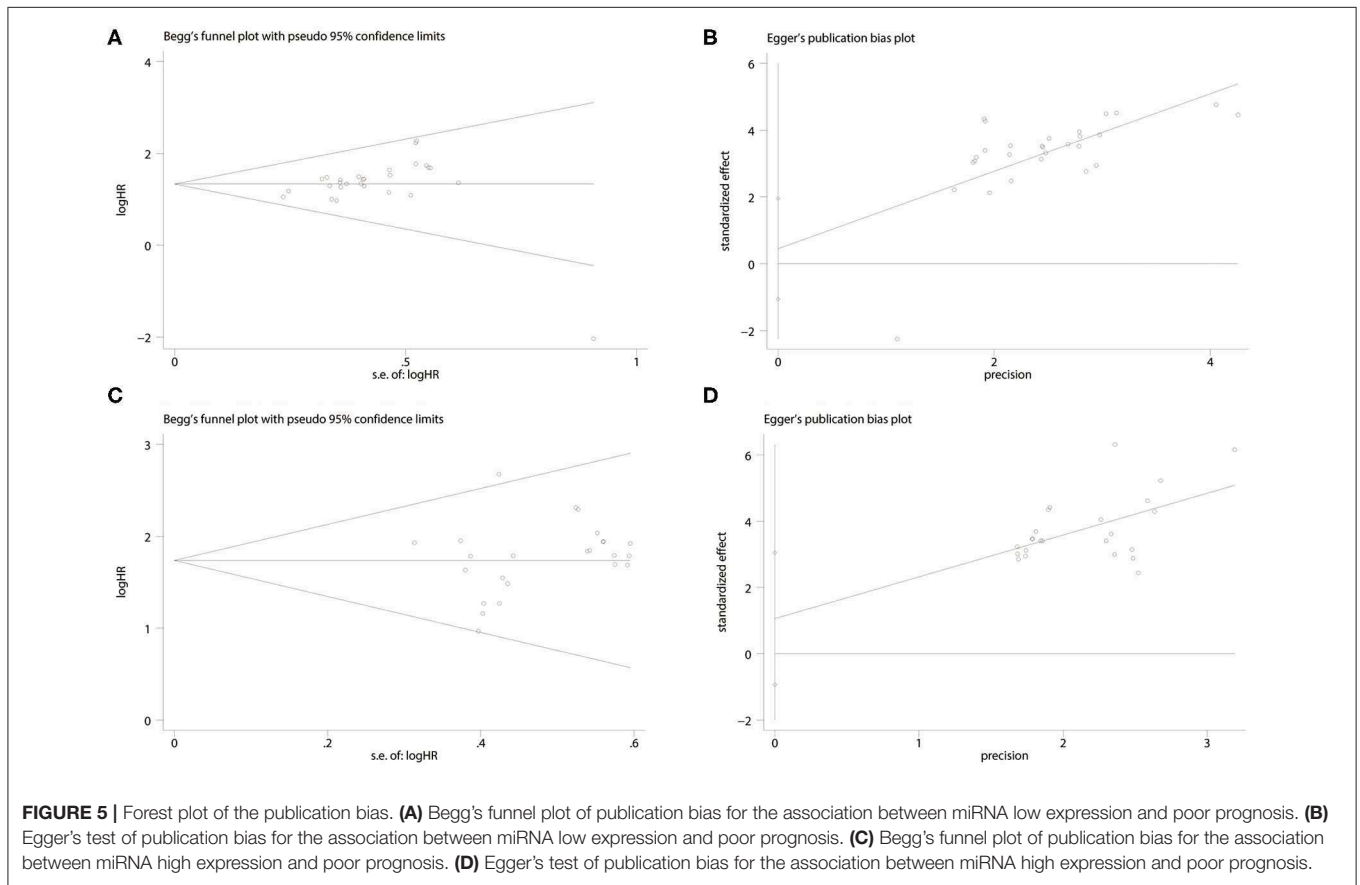 A
Begg's funnel plot with pseudo 95% confidence limits
4
2
0
−2
logHR
0
.5
1
s.e. of: logHR
B
Egger's publication bias plot
6
4
2
0
−2
standardized effect
0
2
4
precision
C
Begg's funnel plot with pseudo 95% confidence limits
3
2
1
0
logHR
0
.2
.4
.6
s.e. of: logHR
D
Egger's publication bias plot
6
4
2
0
−2
standardized effect
0
1
2
3
precision
FIGURE 5 | Forest plot of the publication bias. (A) Begg's funnel plot of publication bias for the association between miRNA low expression and poor prognosis. (B)
Egger's test of publication bias for the association between miRNA low expression and poor prognosis. (C) Begg's funnel plot of publication bias for the association
between miRNA high expression and poor prognosis. (D) Egger's test of publication bias for the association between miRNA high expression and poor prognosis.